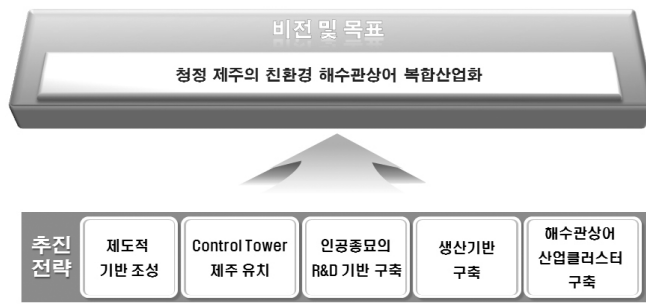 비전 및 목표
청정 제주의 친환경 해수관상어 복합산업화
추진
전략
제도적
기반 조성
Control Tower
제주 유치
인공종묘의
R&D 기반 구축
생산기반
구축
해수관상어
산업클러스터
구축